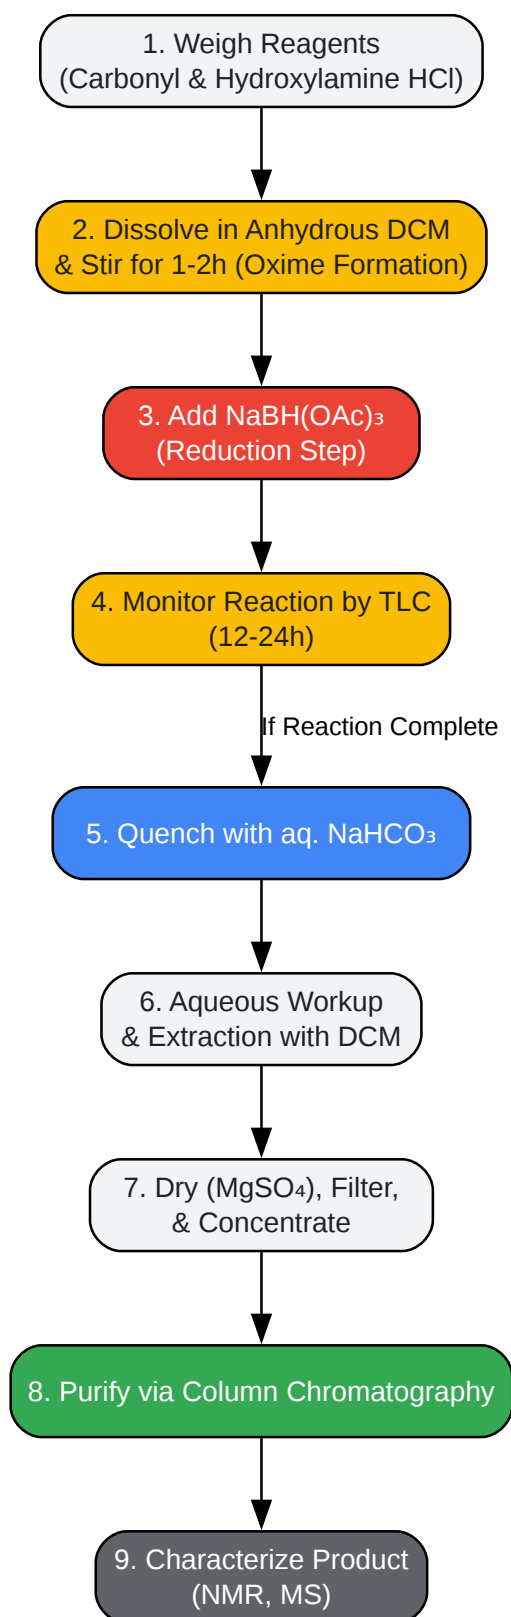 1. Weigh Reagents
(Carbonyl & Hydroxylamine HCl)
2. Dissolve in Anhydrous DCM
& Stir for 1-2h (Oxime Formation)
3. Add NaBH(OAc)₃
(Reduction Step)
4. Monitor Reaction by TLC
(12-24h)
If Reaction Complete
5. Quench with aq. NaHCO₃
6. Aqueous Workup
& Extraction with DCM
7. Dry (MgSO₄), Filter,
& Concentrate
8. Purify via Column Chromatography
9. Characterize Product
(NMR, MS)